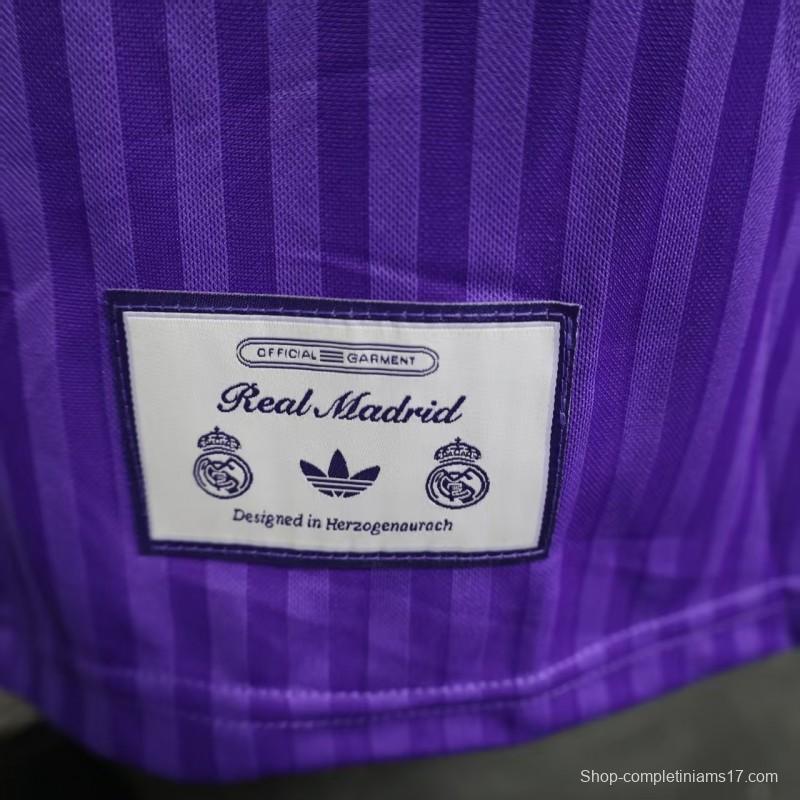 OFFICIAL GARMENT
Real Madrid
Designed in Herzogenaurach
Shop-completiniams17.com